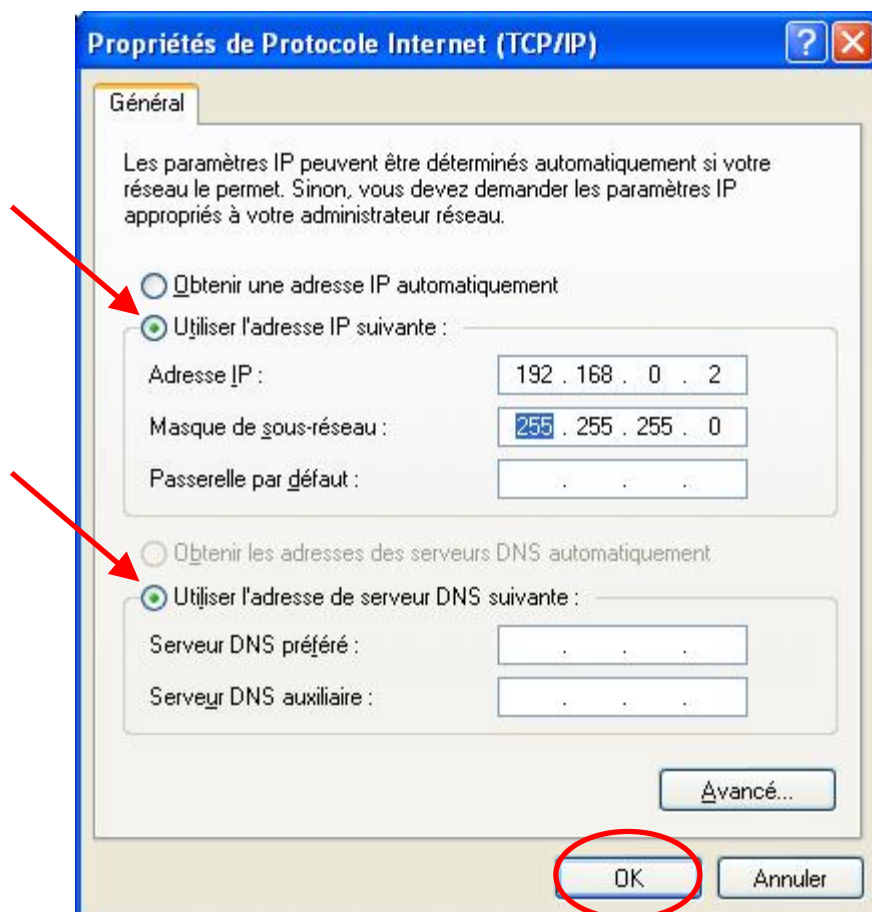 Propriétés de Protocole Internet (TCP/IP)
Général
Les paramètres IP peuvent être déterminés automatiquement si votre
réseau le permet. Sinon, vous devez demander les paramètres IP
appropriés à votre administrateur réseau.
Obtenir une adresse IP automatiquement
Utiliser l'adresse IP suivante :
Adresse IP : 192 . 168 . 0 . 2
Masque de sous-réseau : 255 . 255 . 255 . 0
Passerelle par défaut : . . .
Obtenir les adresses des serveurs DNS automatiquement
Utiliser l'adresse de serveur DNS suivante :
Serveur DNS préféré : . . .
Serveur DNS auxiliaire : . . .
Avancé...
OK Annuler